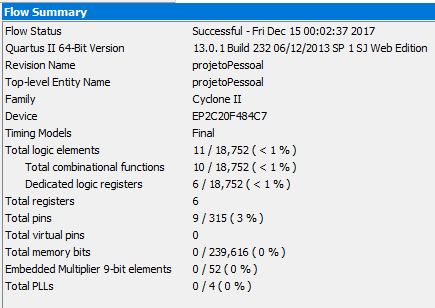 Flow Summary
Flow Status Successful - Fri Dec 15 00:02:37 2017
Quartus II 64-Bit Version 13.0.1 Build 232 06/12/2013 SP 1 SJ Web Edition
Revision Name projetoPessoal
Top-level Entity Name projetoPessoal
Family Cyclone II
Device EP2C20F484C7
Timing Models Final
Total logic elements 11 / 18,752 ( < 1 % )
Total combinational functions 10 / 18,752 ( < 1 % )
Dedicated logic registers 6 / 18,752 ( < 1 % )
Total registers 6
Total pins 9 / 315 ( 3 % )
Total virtual pins 0
Total memory bits 0 / 239,616 ( 0 % )
Embedded Multiplier 9-bit elements 0 / 52 ( 0 % )
Total PLLs 0 / 4 ( 0 % )